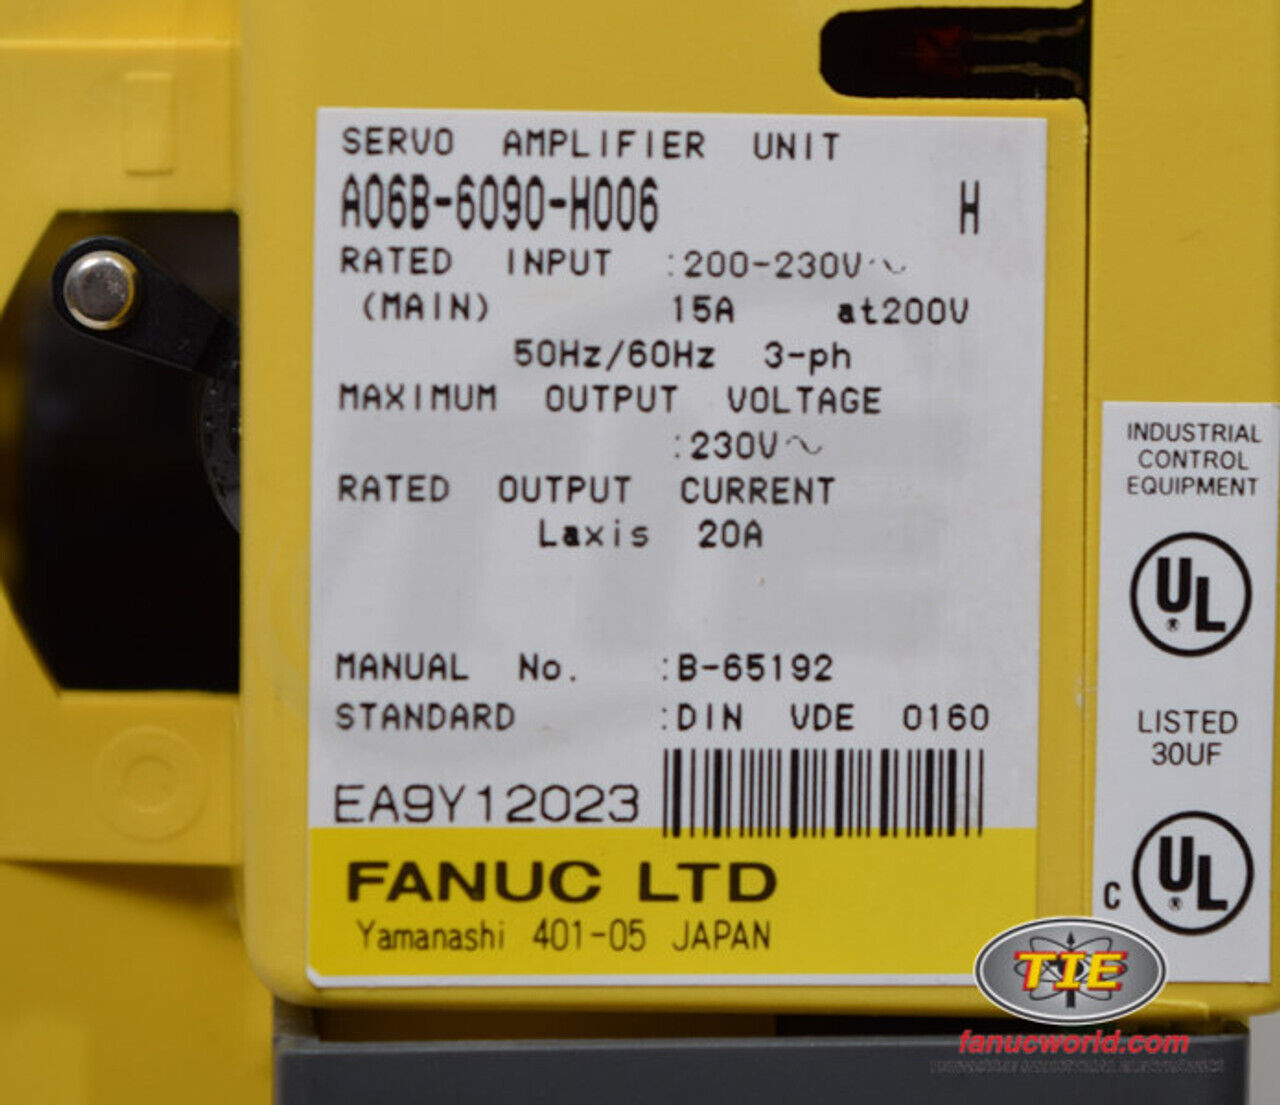 SERVO AMPLIFIER UNIT
A06B-6090-H006 H
RATED INPUT :200-230V~
(MAIN) 15A at200V
50Hz/60Hz 3-ph
MAXIMUM OUTPUT VOLTAGE
:230V~
RATED OUTPUT CURRENT
Laxis 20A
MANUAL No. :B-65192
STANDARD :DIN VDE 0160
EA9Y12023
FANUC LTD
Yamanashi 401-05 JAPAN
INDUSTRIAL
CONTROL
EQUIPMENT
UL
®
LISTED
30UF
C UL
®
TIE
fanucworld.com